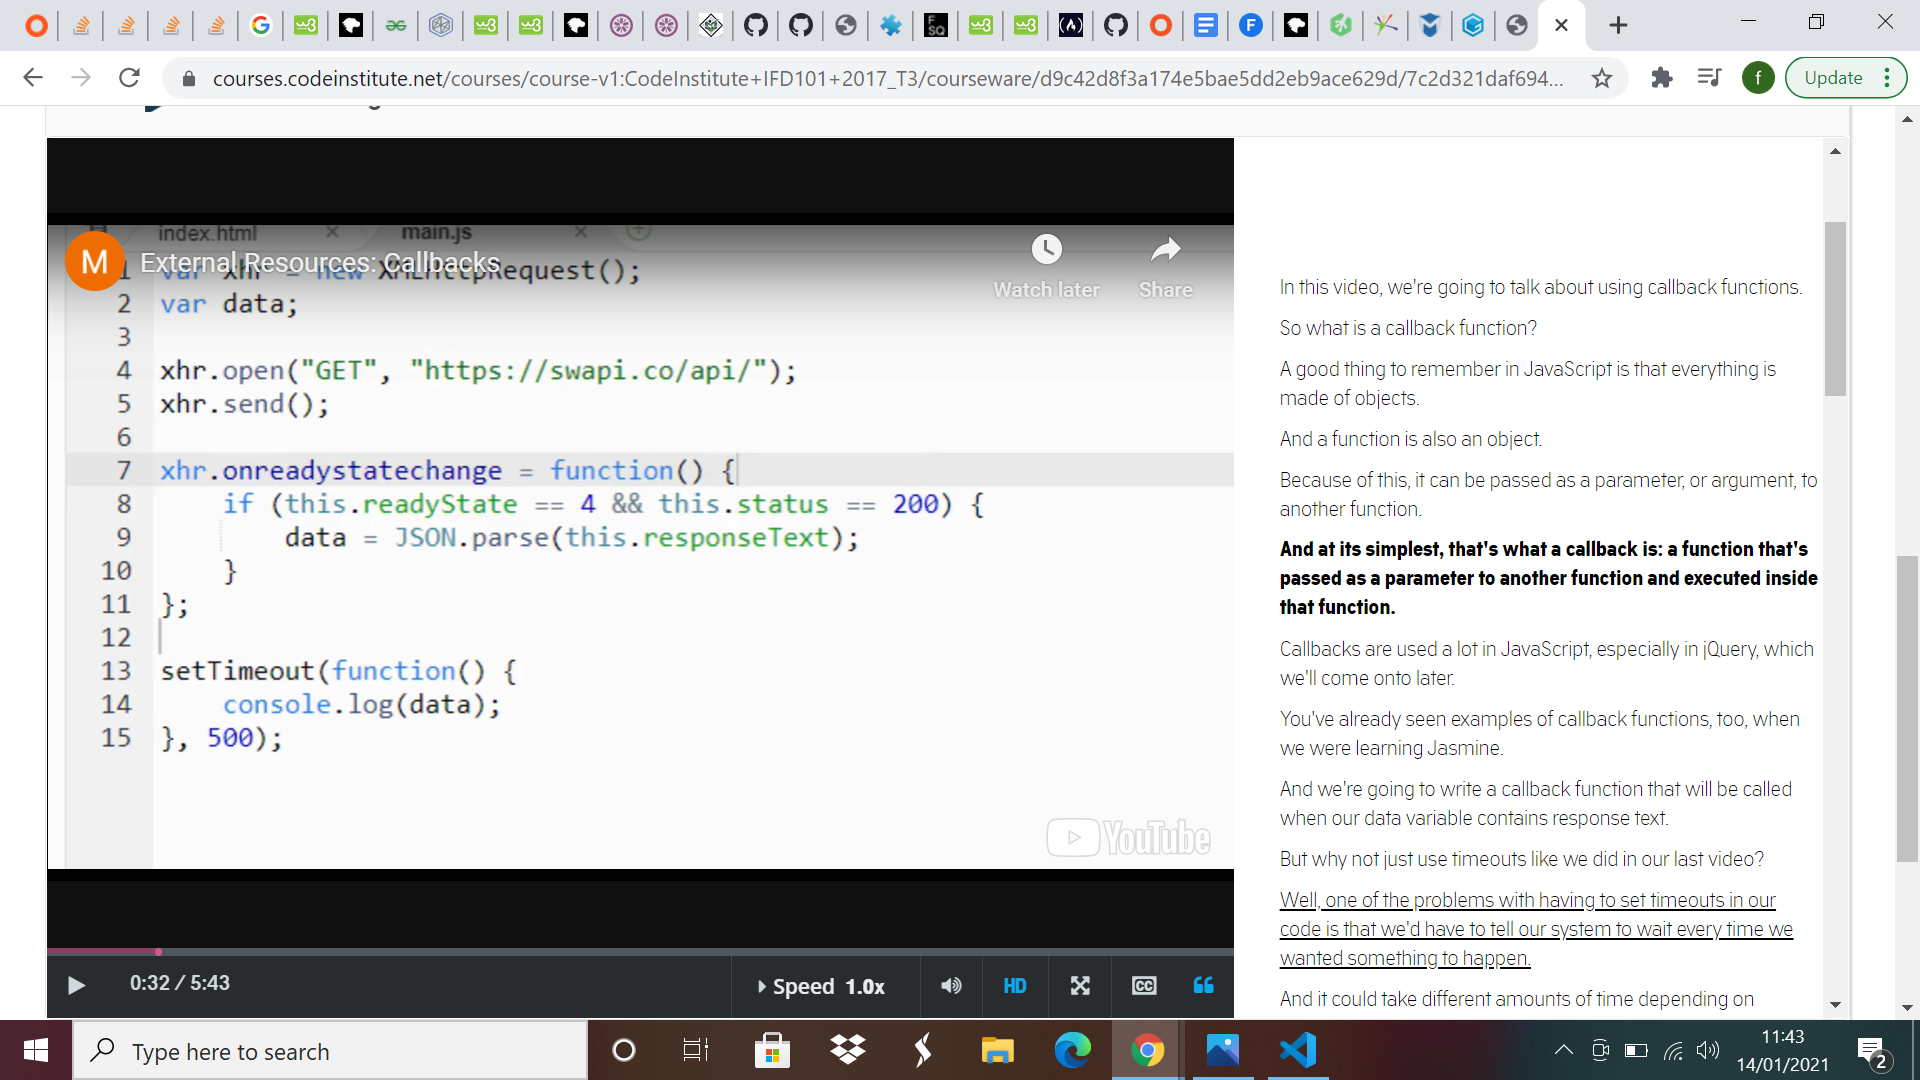 courses.codeinstitute.net/courses/course-v1:CodeInstitute+IFD101+2017_T3/courseware/d9c42d8f3a174e5bae5dd2eb9ace629d/7c2d321daf694...
f
Update
index.html
main.js
M
External Resources: Callbacks
Watch later
Share
1 var xhr = new XMLHttpRequest();
2 var data;
3
4 xhr.open("GET", "https://swapi.co/api/");
5 xhr.send();
6
7 xhr.onreadystatechange = function() {
8 if (this.readyState == 4 && this.status == 200) {
9 data = JSON.parse(this.responseText);
10 }
11 };
12
13 setTimeout(function() {
14 console.log(data);
15 }, 500);
YouTube
0:32 / 5:43
Speed 1.0x
HD
CC
In this video, we're going to talk about using callback functions.
So what is a callback function?
A good thing to remember in JavaScript is that everything is
made of objects.
And a function is also an object.
Because of this, it can be passed as a parameter, or argument, to
another function.
And at its simplest, that's what a callback is: a function that's
passed as a parameter to another function and executed inside
that function.
Callbacks are used a lot in JavaScript, especially in jQuery, which
we'll come onto later.
You've already seen examples of callback functions, too, when
we were learning Jasmine.
And we're going to write a callback function that will be called
when our data variable contains response text.
But why not just use timeouts like we did in our last video?
Well, one of the problems with having to set timeouts in our
code is that we'd have to tell our system to wait every time we
wanted something to happen.
And it could take different amounts of time depending on
Type here to search
11:43
14/01/2021
2